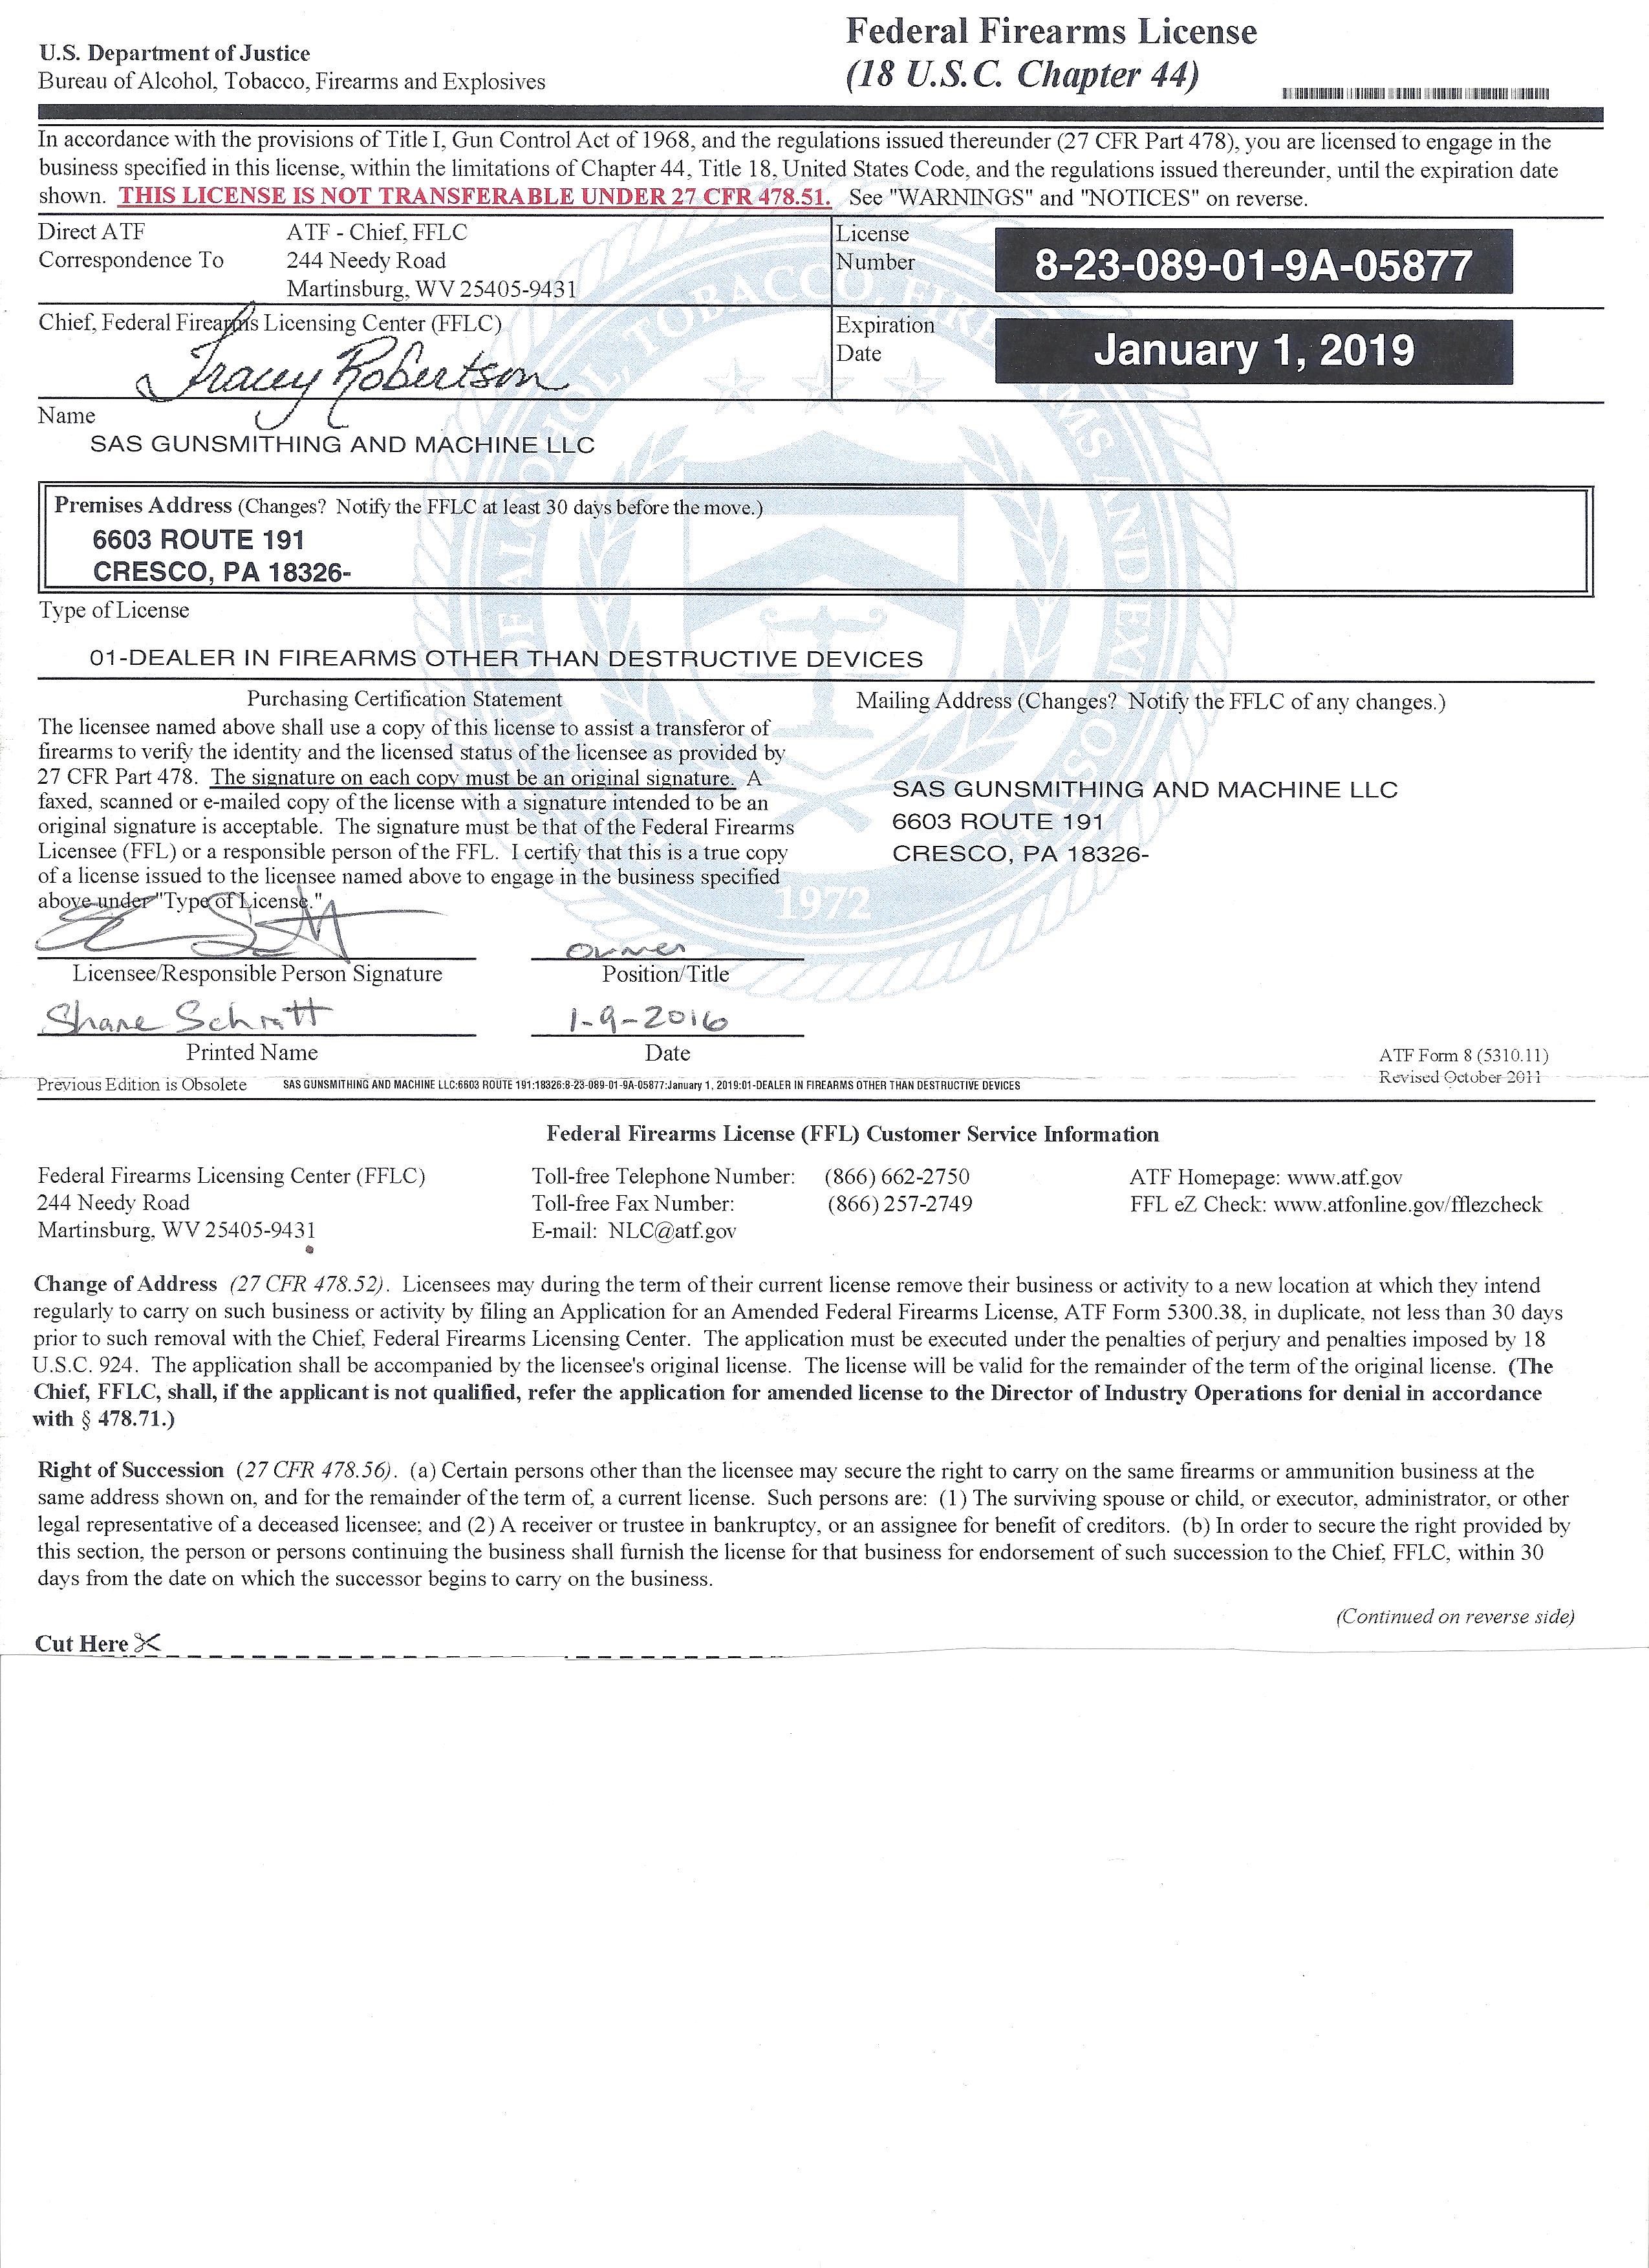 U.S. Department of Justice
Bureau of Alcohol, Tobacco, Firearms and Explosives
Federal Firearms License
(18 U.S.C. Chapter 44)
In accordance with the provisions of Title I, Gun Control Act of 1968, and the regulations issued thereunder (27 CFR Part 478), you are licensed to engage in the
business specified in this license, within the limitations of Chapter 44, Title 18, United States Code, and the regulations issued thereunder, until the expiration date
shown. THIS LICENSE IS NOT TRANSFERABLE UNDER 27 CFR 478.51. See "WARNINGS" and "NOTICES" on reverse.
Direct ATF
Correspondence To
ATF - Chief, FFLC
244 Needy Road
Martinsburg, WV 25405-9431
License
Number
8-23-089-01-9A-05877
Chief, Federal Firearms Licensing Center (FFLC)
Tracey Robertson
Expiration
Date
January 1, 2019
Name
SAS GUNSMITHING AND MACHINE LLC
Premises Address (Changes? Notify the FFLC at least 30 days before the move.)
6603 ROUTE 191
CRESCO, PA 18326-
Type of License
01-DEALER IN FIREARMS OTHER THAN DESTRUCTIVE DEVICES
Purchasing Certification Statement
The licensee named above shall use a copy of this license to assist a transferor of
firearms to verify the identity and the licensed status of the licensee as provided by
27 CFR Part 478. The signature on each copy must be an original signature. A
faxed, scanned or e-mailed copy of the license with a signature intended to be an
original signature is acceptable. The signature must be that of the Federal Firearms
Licensee (FFL) or a responsible person of the FFL. I certify that this is a true copy
of a license issued to the licensee named above to engage in the business specified
above under "Type of License."
Mailing Address (Changes? Notify the FFLC of any changes.)
SAS GUNSMITHING AND MACHINE LLC
6603 ROUTE 191
CRESCO, PA 18326-
1972
Owner
Licensee/Responsible Person Signature
Position/Title
Shane Schmitt
1-9-2016
Printed Name
Date
ATF Form 8 (5310.11)
Revised October 2011
Previous Edition is Obsolete
SAS GUNSMITHING AND MACHINE LLC:6603 ROUTE 191:18326:8-23-089-01-9A-05877:January 1, 2019:01-DEALER IN FIREARMS OTHER THAN DESTRUCTIVE DEVICES
Federal Firearms License (FFL) Customer Service Information
Federal Firearms Licensing Center (FFLC)
244 Needy Road
Martinsburg, WV 25405-9431
Toll-free Telephone Number: (866) 662-2750
Toll-free Fax Number: (866) 257-2749
E-mail: NLC@atf.gov
ATF Homepage: www.atf.gov
FFL eZ Check: www.atfonline.gov/fflezcheck
Change of Address (27 CFR 478.52). Licensees may during the term of their current license remove their business or activity to a new location at which they intend
regularly to carry on such business or activity by filing an Application for an Amended Federal Firearms License, ATF Form 5300.38, in duplicate, not less than 30 days
prior to such removal with the Chief, Federal Firearms Licensing Center. The application must be executed under the penalties of perjury and penalties imposed by 18
U.S.C. 924. The application shall be accompanied by the licensee's original license. The license will be valid for the remainder of the term of the original license. (The
Chief, FFLC, shall, if the applicant is not qualified, refer the application for amended license to the Director of Industry Operations for denial in accordance
with § 478.71.)
Right of Succession (27 CFR 478.56). (a) Certain persons other than the licensee may secure the right to carry on the same firearms or ammunition business at the
same address shown on, and for the remainder of the term of, a current license. Such persons are: (1) The surviving spouse or child, or executor, administrator, or other
legal representative of a deceased licensee; and (2) A receiver or trustee in bankruptcy, or an assignee for benefit of creditors. (b) In order to secure the right provided by
this section, the person or persons continuing the business shall furnish the license for that business for endorsement of such succession to the Chief, FFLC, within 30
days from the date on which the successor begins to carry on the business.
(Continued on reverse side)
Cut Here